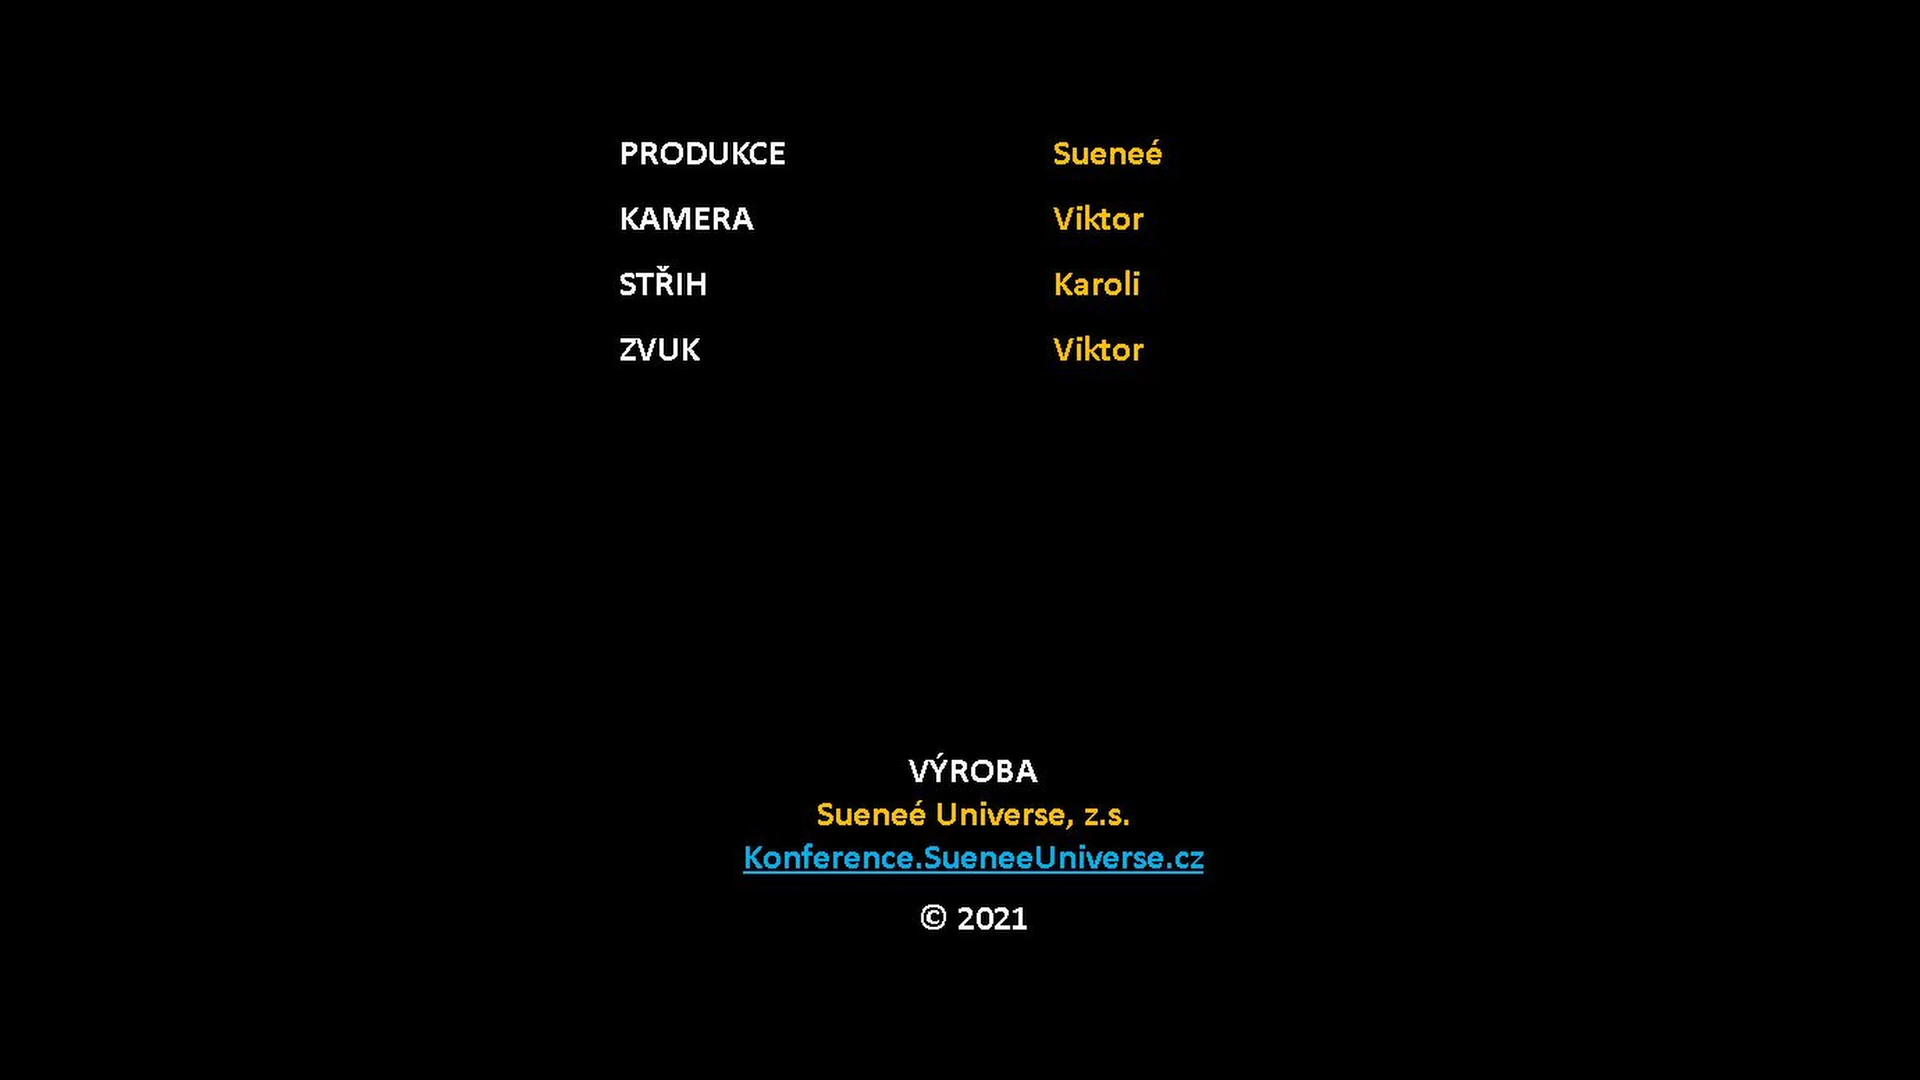 PRODUKCE Sueneé
KAMERA Viktor
STŘIH Karoli
ZVUK Viktor
VÝROBA
Sueneé Universe, z.s.
Konference.SueneeUniverse.cz
© 2021